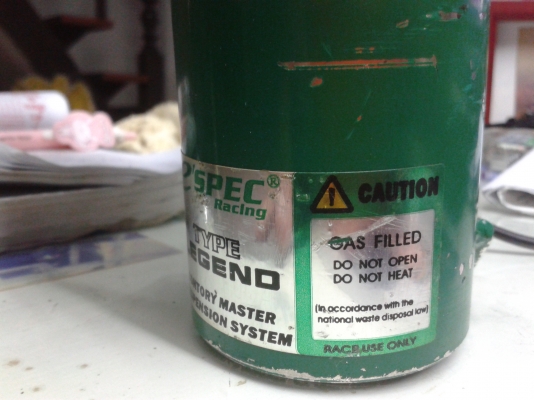 SPEC®
Racing
TYPE
EGEND
TORY MASTER
ENSION SYSTEM
CAUTION
GAS FILLED
DO NOT OPEN
DO NOT HEAT
(In accordance with the
national waste disposal law)
RACE USE ONLY